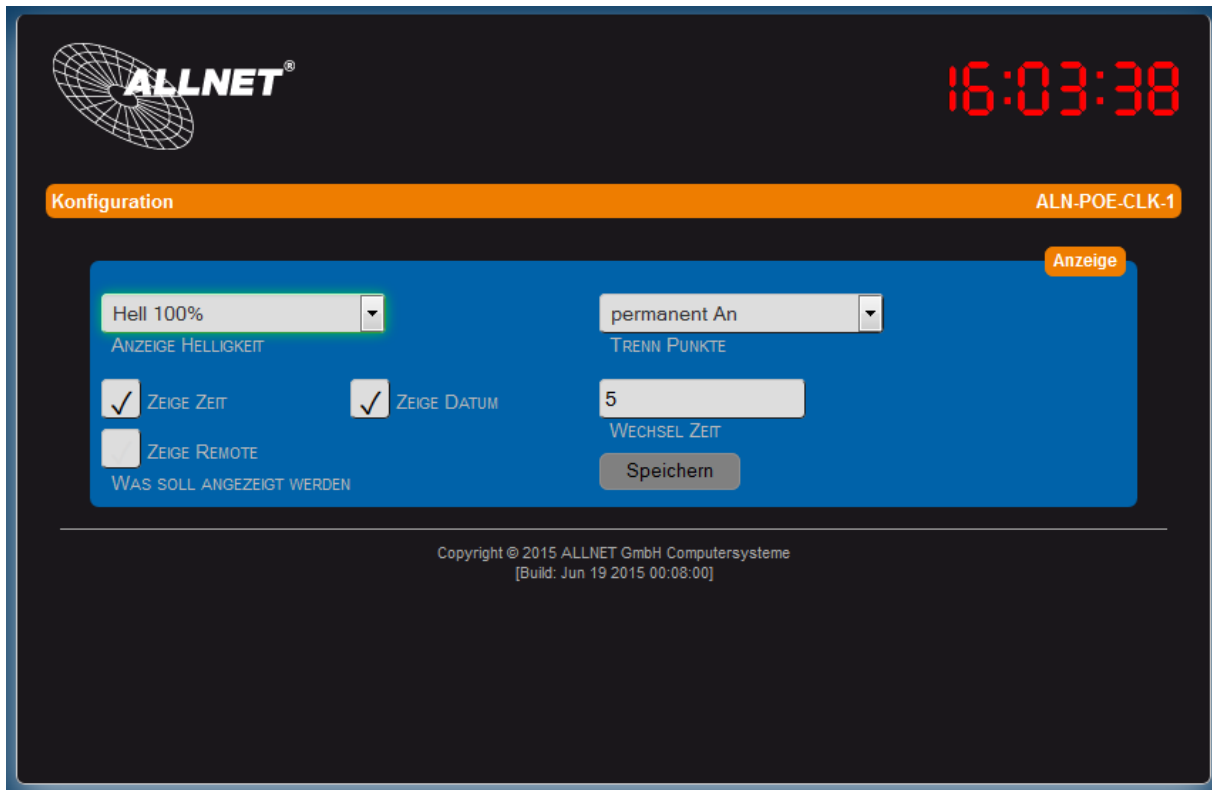 ALLNET®
16:03:38
Konfiguration ALN-POE-CLK-1
Anzeige
Hell 100% permanent An
Anzeige Helligkeit Trenn Punkte
✓ Zeige Zeit ✓ Zeige Datum 5
Wechsel Zeit
Zeige Remote
Speichern
Was soll angezeigt werden
Copyright © 2015 ALLNET GmbH Computersysteme
[Build: Jun 19 2015 00:08:00]